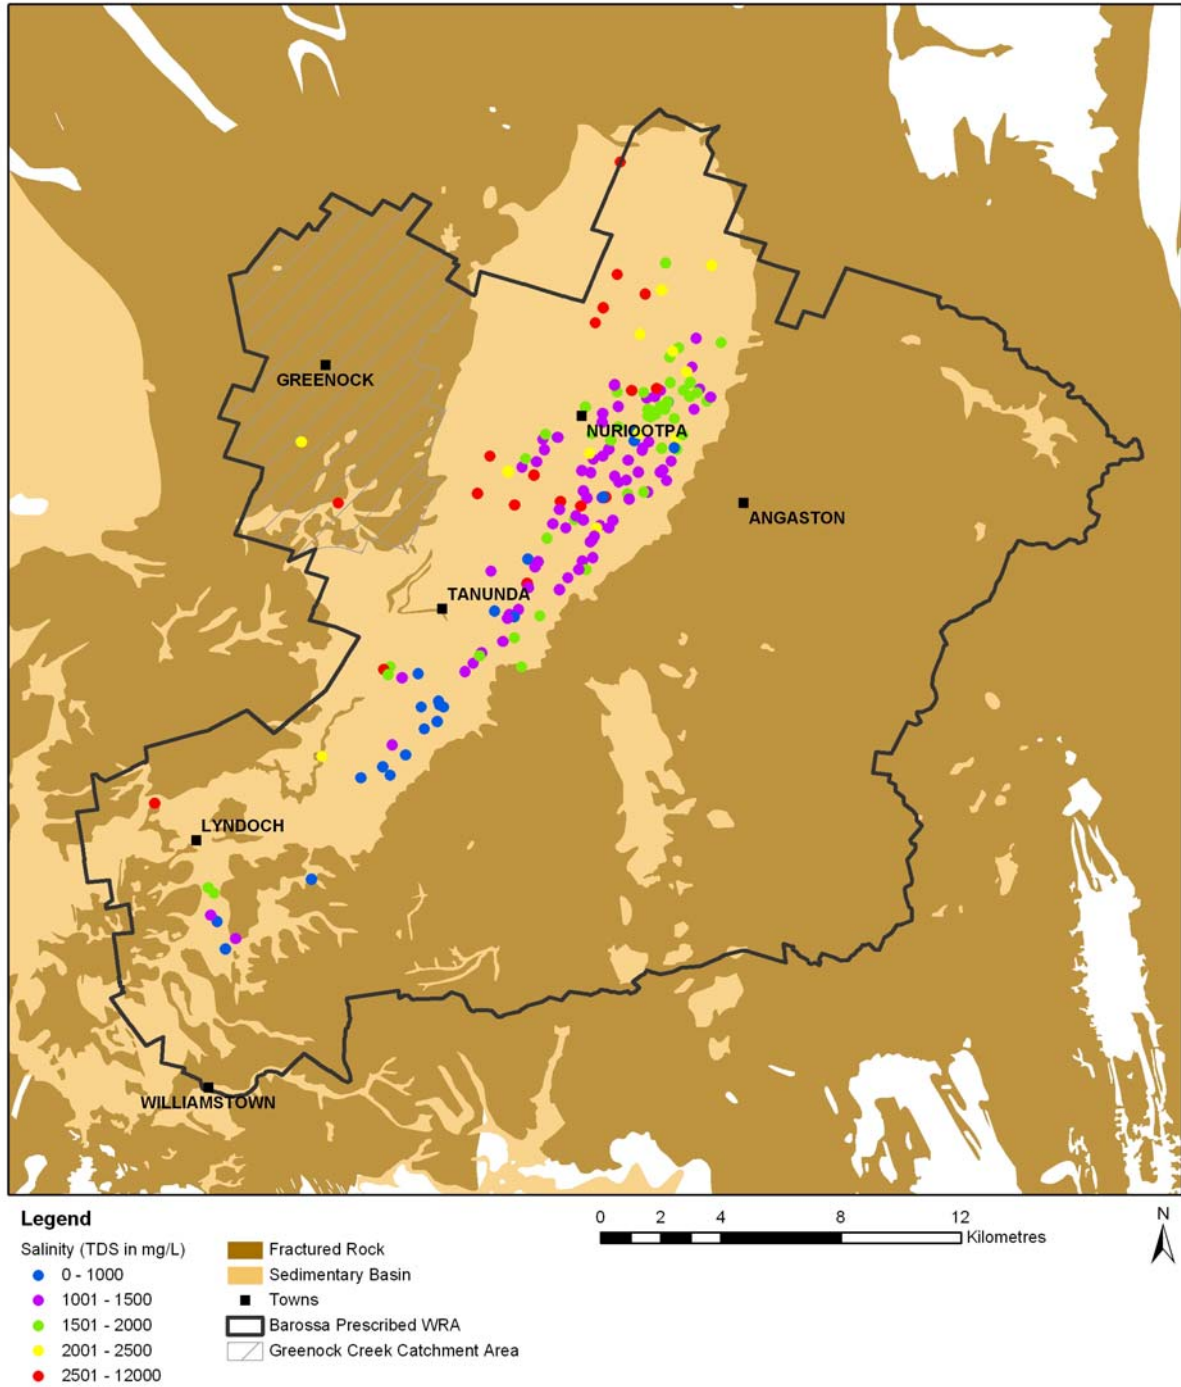 GREENOCK
NURIOOTPA
ANGASTON
TANUNDA
LYNDOCH
WILLIAMSTOWN
Legend
Salinity (TDS in mg/L)
0 - 1000
1001 - 1500
1501 - 2000
2001 - 2500
2501 - 12000
Fractured Rock
Sedimentary Basin
Towns
Barossa Prescribed WRA
Greenock Creek Catchment Area
0 2 4 8 12
Kilometres
N